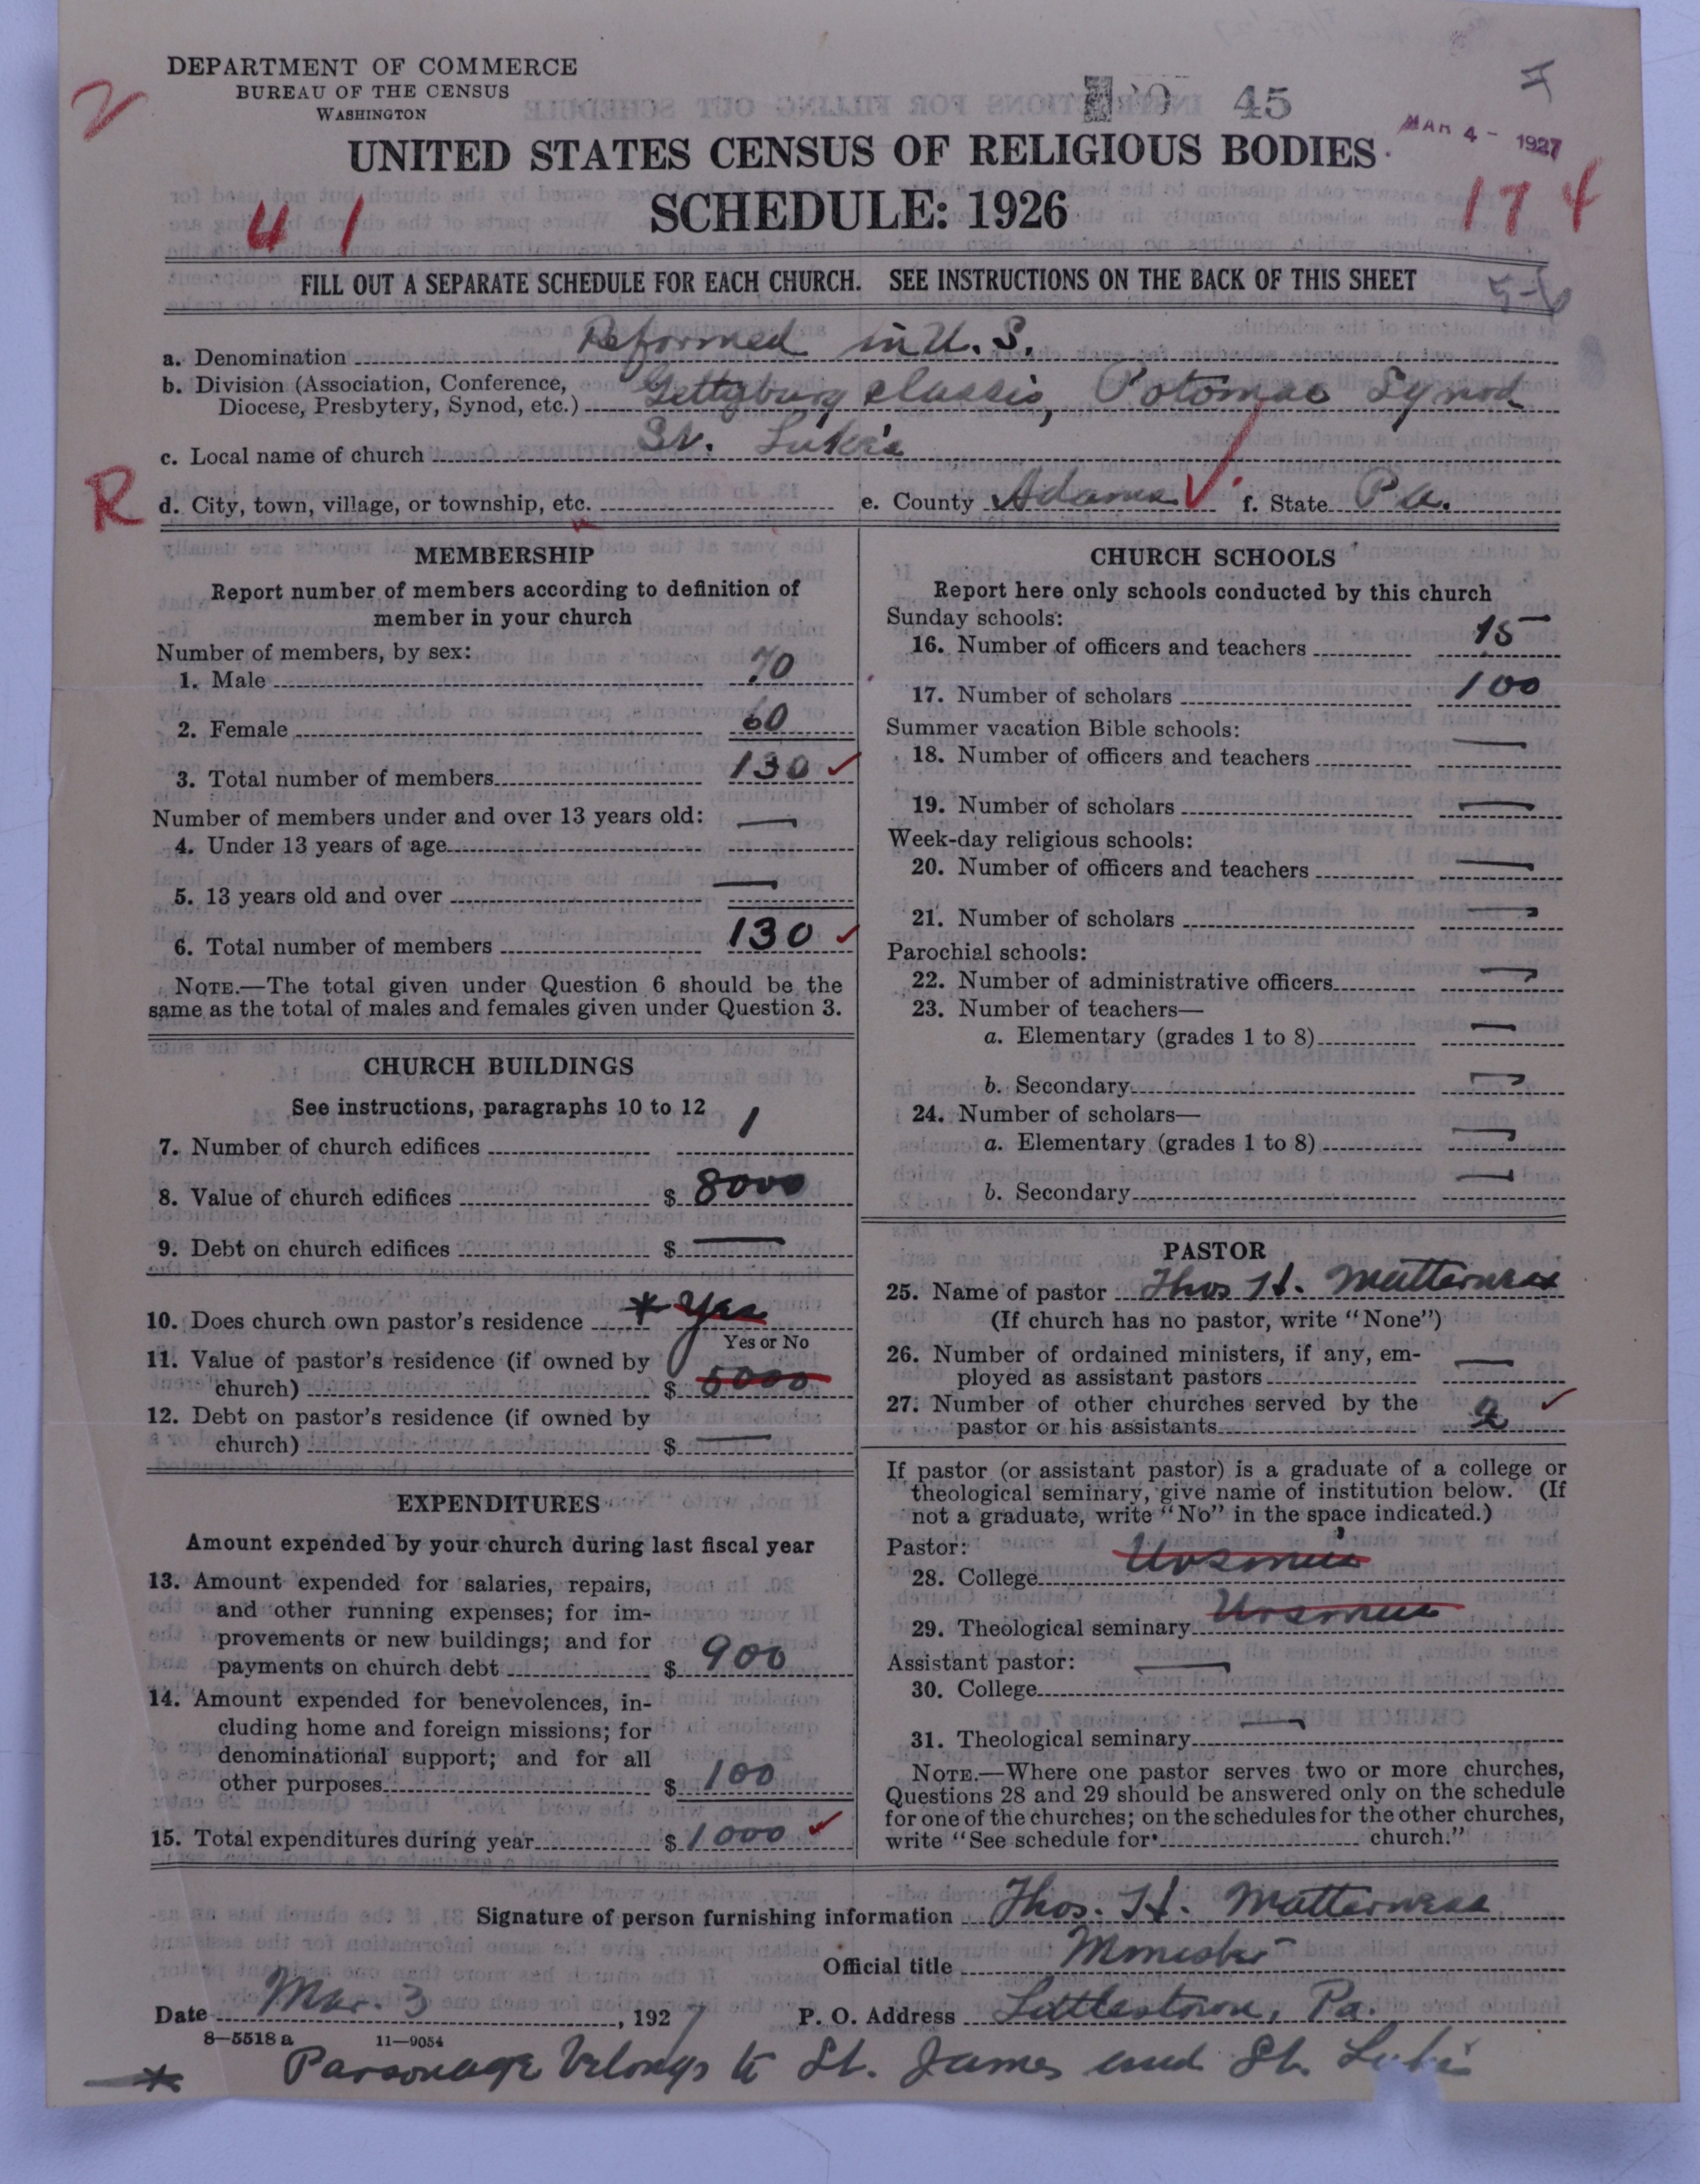 DEPARTMENT OF COMMERCE
BUREAU OF THE CENSUS
WASHINGTON
2
45
MAR 4 - 1927
UNITED STATES CENSUS OF RELIGIOUS BODIES
SCHEDULE: 1926
41
174
FILL OUT A SEPARATE SCHEDULE FOR EACH CHURCH. SEE INSTRUCTIONS ON THE BACK OF THIS SHEET
a. Denomination Reformed in U.S.
b. Division (Association, Conference,
Diocese, Presbytery, Synod, etc.) Gettysburg Classis, Potomac Synod
c. Local name of church St. Luke's
R
d. City, town, village, or township, etc. e. County Adams f. State Pa.
MEMBERSHIP
Report number of members according to definition of
member in your church
Number of members, by sex:
1. Male 70
2. Female 60
3. Total number of members 130
Number of members under and over 13 years old:
4. Under 13 years of age —
5. 13 years old and over —
6. Total number of members 130
NOTE.—The total given under Question 6 should be the
same as the total of males and females given under Question 3.
CHURCH BUILDINGS
See instructions, paragraphs 10 to 12
7. Number of church edifices 1
8. Value of church edifices $ 8000
9. Debt on church edifices $ —
10. Does church own pastor's residence * Yes
Yes or No
11. Value of pastor's residence (if owned by
church) $ 5000
12. Debt on pastor's residence (if owned by
church) $ —
EXPENDITURES
Amount expended by your church during last fiscal year
13. Amount expended for salaries, repairs,
and other running expenses; for im-
provements or new buildings; and for
payments on church debt $ 900
14. Amount expended for benevolences, in-
cluding home and foreign missions; for
denominational support; and for all
other purposes $ 100
15. Total expenditures during year $ 1000
CHURCH SCHOOLS
Report here only schools conducted by this church
Sunday schools:
16. Number of officers and teachers 15
17. Number of scholars 100
Summer vacation Bible schools:
18. Number of officers and teachers —
19. Number of scholars —
Week-day religious schools:
20. Number of officers and teachers —
21. Number of scholars —
Parochial schools:
22. Number of administrative officers —
23. Number of teachers—
a. Elementary (grades 1 to 8) —
b. Secondary —
24. Number of scholars—
a. Elementary (grades 1 to 8) —
b. Secondary —
PASTOR
25. Name of pastor Thos H. Matterness
(If church has no pastor, write "None")
26. Number of ordained ministers, if any, em-
ployed as assistant pastors —
27. Number of other churches served by the
pastor or his assistants 2
If pastor (or assistant pastor) is a graduate of a college or
theological seminary, give name of institution below. (If
not a graduate, write "No" in the space indicated.)
Pastor:
28. College Ursinus
29. Theological seminary Ursinus
Assistant pastor:
30. College —
31. Theological seminary —
NOTE.—Where one pastor serves two or more churches,
Questions 28 and 29 should be answered only on the schedule
for one of the churches; on the schedules for the other churches,
write "See schedule for church."
Signature of person furnishing information Thos. H. Matterness
Official title Minister
Date Mar. 3, 1927 P. O. Address Littlestown, Pa.
8—5518 a 11—9054
* Parsonage belongs to St. James and St. Luke